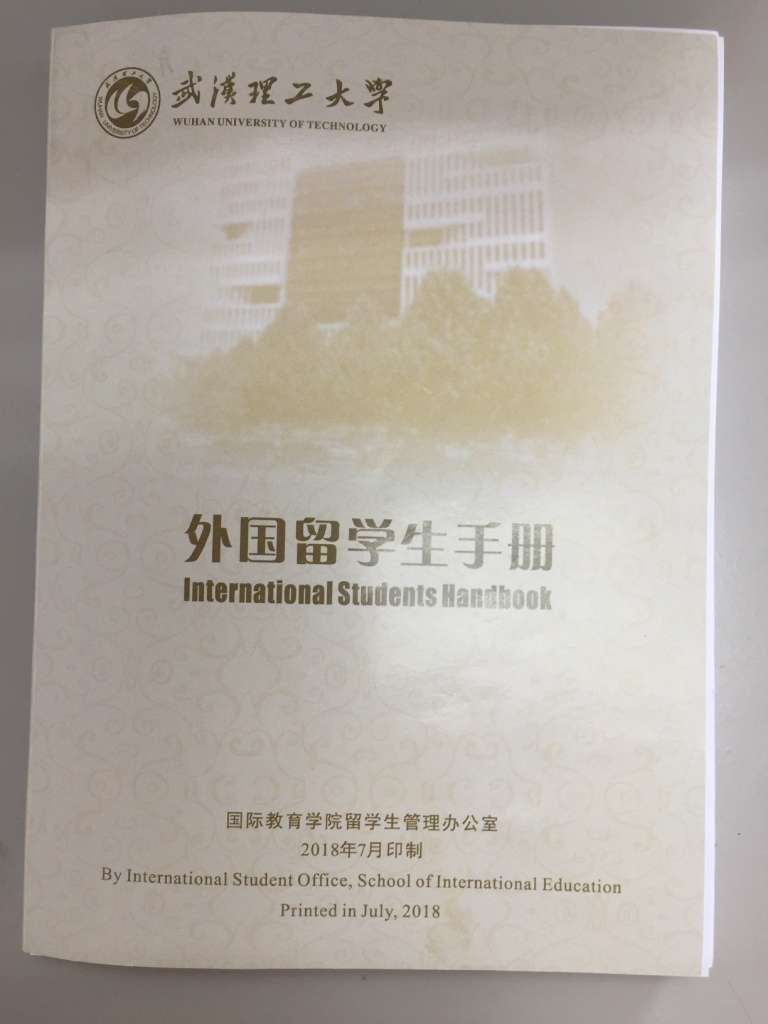 武漢理工大學
WUHAN UNIVERSITY OF TECHNOLOGY
外国留学生手册
International Students Handbook
国际教育学院留学生管理办公室
2018年7月印制
By International Student Office, School of International Education
Printed in July, 2018